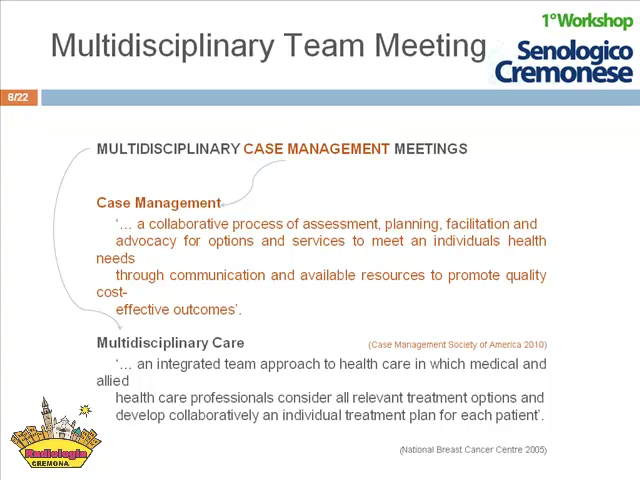 1°Workshop
Multidisciplinary Team Meeting
Senologico
Cremonese
8/22
MULTIDISCIPLINARY CASE MANAGEMENT MEETINGS
Case Management
‘… a collaborative process of assessment, planning, facilitation and
advocacy for options and services to meet an individuals health
needs
through communication and available resources to promote quality
cost-
effective outcomes’.
Multidisciplinary Care
(Case Management Society of America 2010)
‘… an integrated team approach to health care in which medical and
allied
health care professionals consider all relevant treatment options and
develop collaboratively an individual treatment plan for each patient’.
Radiologia
CREMONA
(National Breast Cancer Centre 2005)